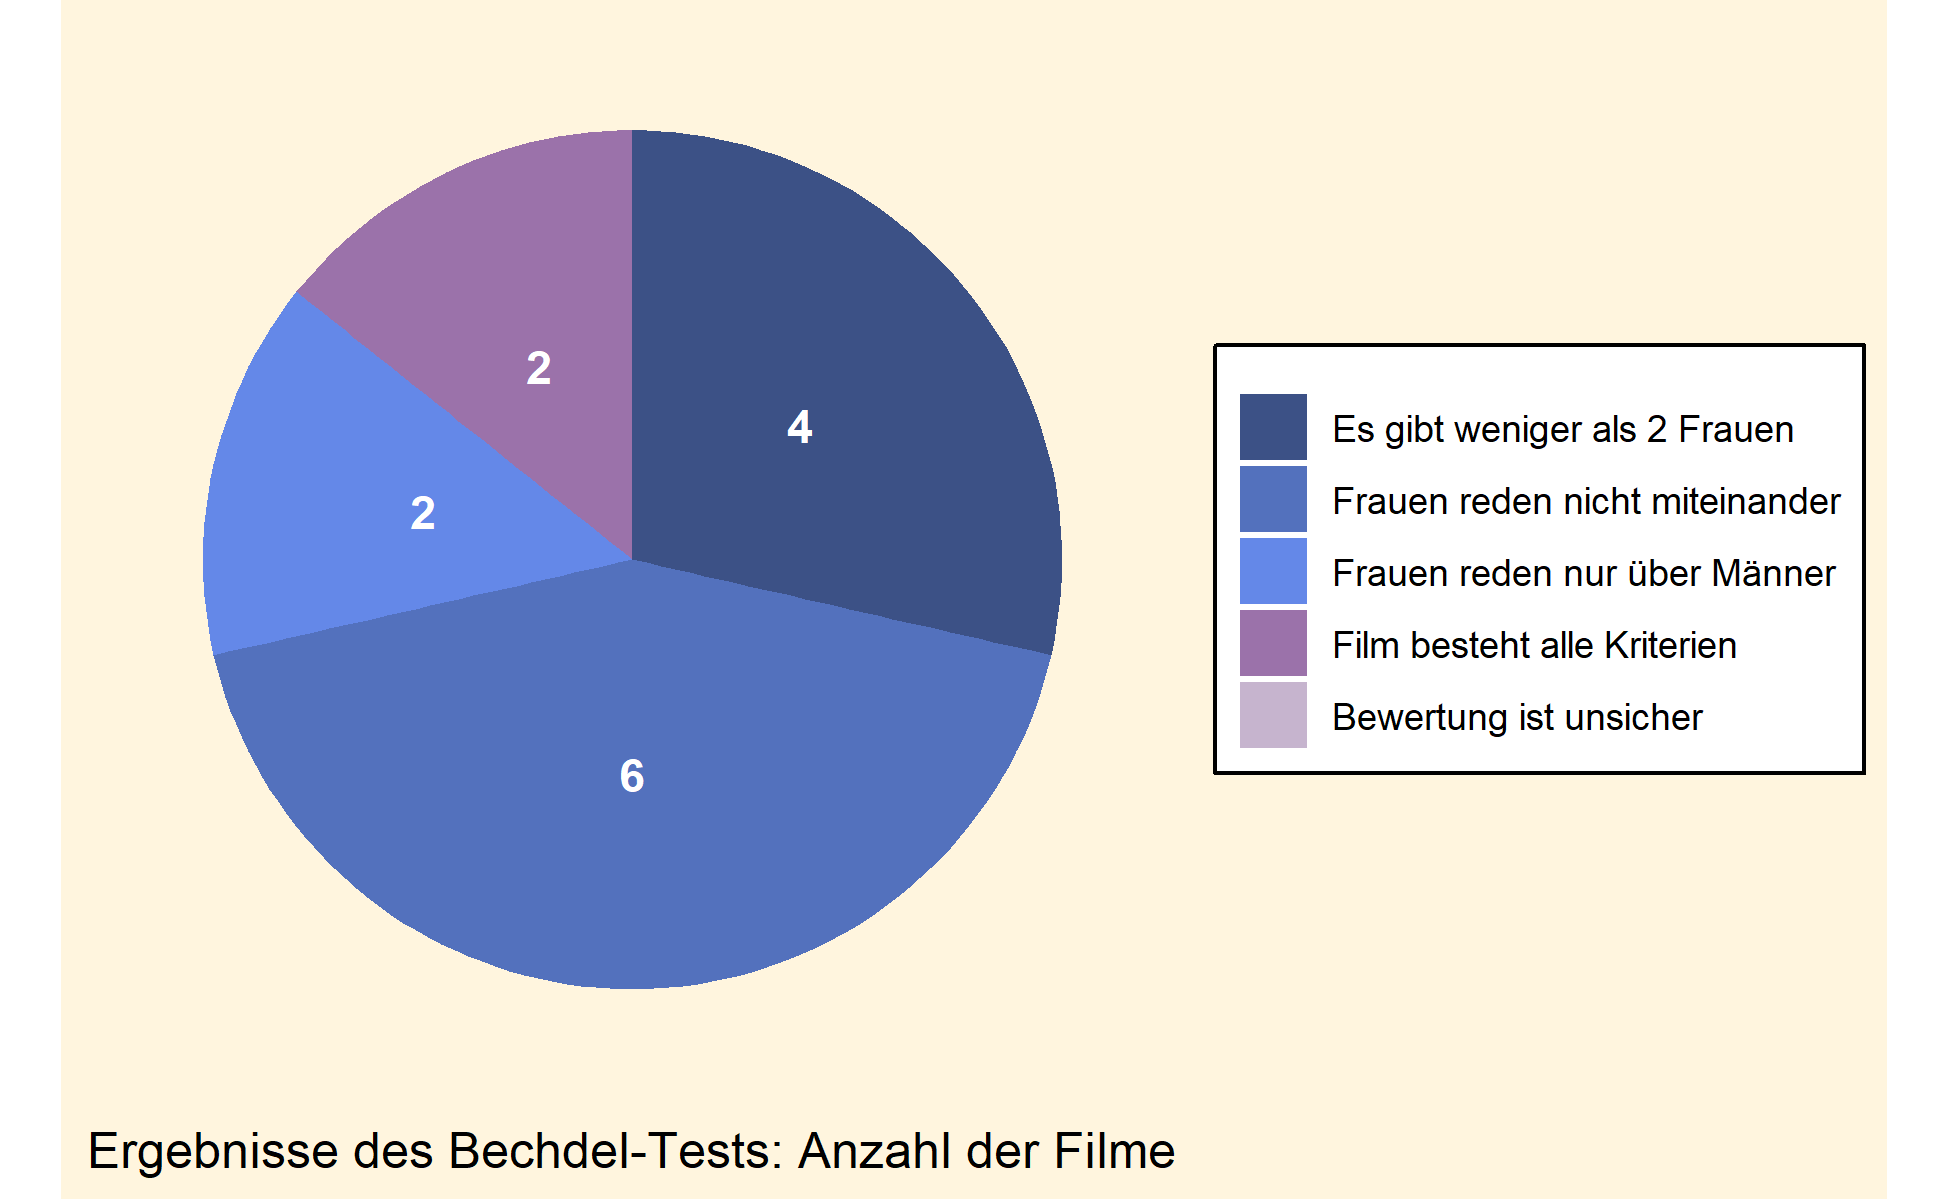 2
4
2
6
Es gibt weniger als 2 Frauen
Frauen reden nicht miteinander
Frauen reden nur über Männer
Film besteht alle Kriterien
Bewertung ist unsicher
Ergebnisse des Bechdel-Tests: Anzahl der Filme